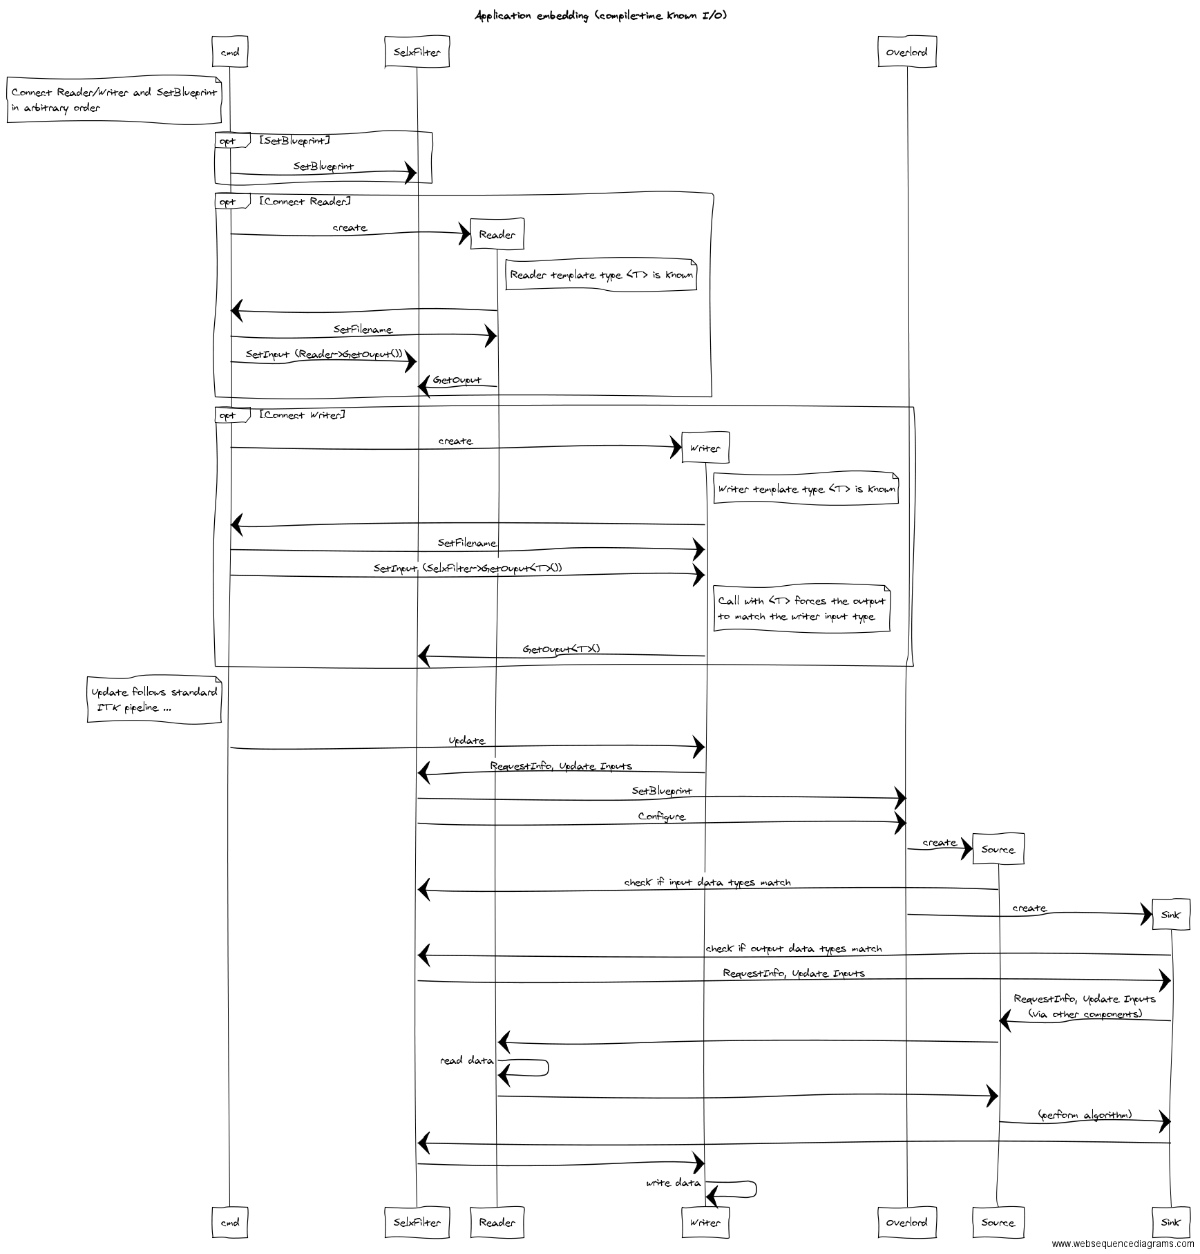 Application embedding (compile-time known I/O)
cmd
SelxFilter
Overlord
Connect Reader/Writer and SetBlueprint
in arbitrary order
opt
[SetBlueprint]
SetBlueprint
opt
[Connect Reader]
create
Reader
Reader template type <T> is known
SetFilename
SetInput (Reader->GetOuput())
GetOuput
opt
[Connect Writer]
create
Writer
Writer template type <T> is known
SetFilename
SetInput (SelxFilter->GetOuput<T>())
Call with <T> forces the output
to match the writer input type
GetOuput<T>()
Update follows standard
ITK pipeline ...
Update
RequestInfo, Update Inputs
SetBlueprint
Configure
create
Source
check if input data types match
create
Sink
check if output data types match
RequestInfo, Update Inputs
RequestInfo, Update Inputs
(via other components)
read data
(perform algorithm)
write data
cmd
SelxFilter
Reader
Writer
Overlord
Source
Sink
www.websequencediagrams.com